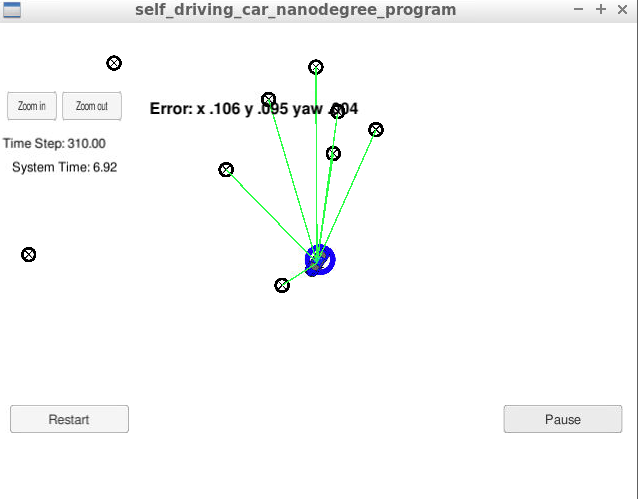 self_driving_car_nanodegree_program
Zoom in Zoom out
Error: x .106 y .095 yaw .004
Time Step: 310.00
System Time: 6.92
Restart
Pause